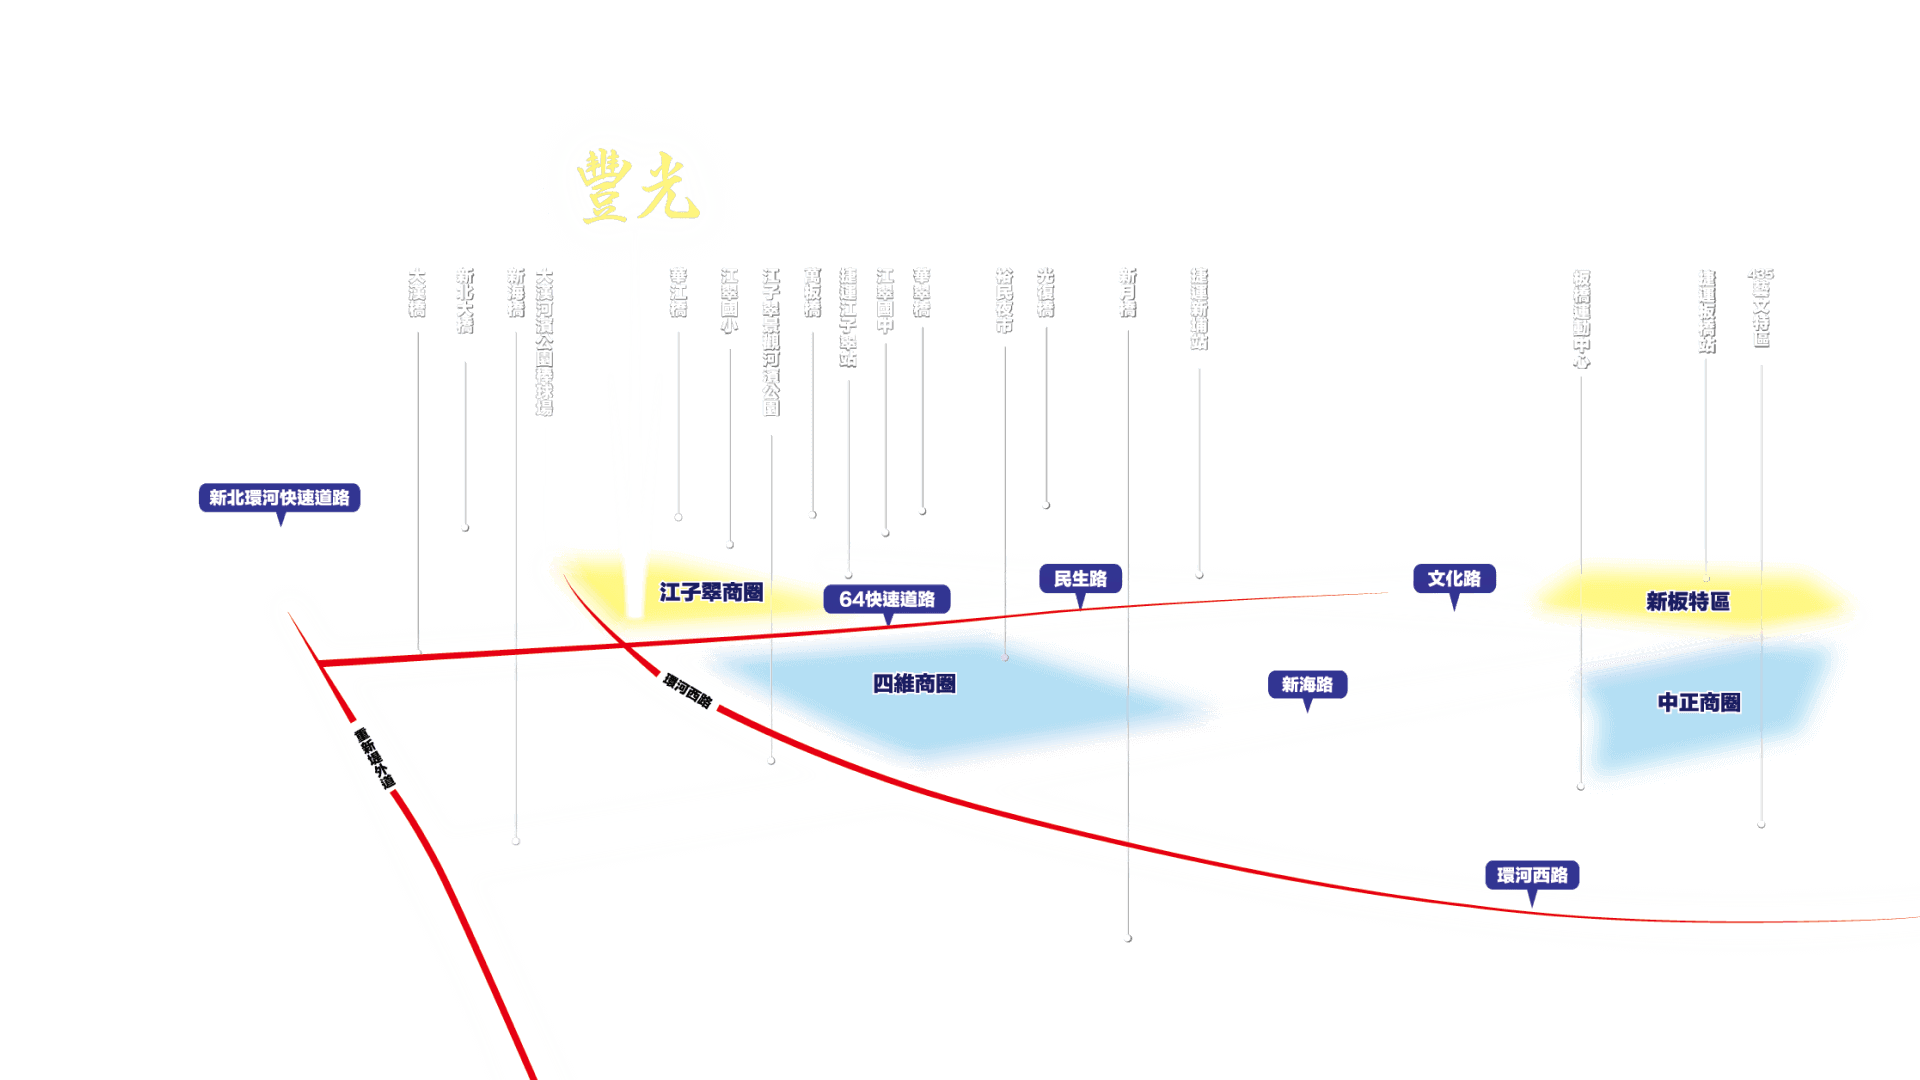 豐光
大漢橋
新北大橋
新海橋
大漢河濱公園棒球場
華江橋
江翠國小
江子翠景觀河濱公園
萬板橋
捷運江子翠站
江翠國中
華翠橋
裕民夜市
光復橋
新月橋
捷運新埔站
板橋運動中心
捷運板橋站
435藝文特區
新北環河快速道路
江子翠商圈
64快速道路
民生路
文化路
新板特區
四維商圈
新海路
中正商圈
環河西路
重新堤外道
環河西路